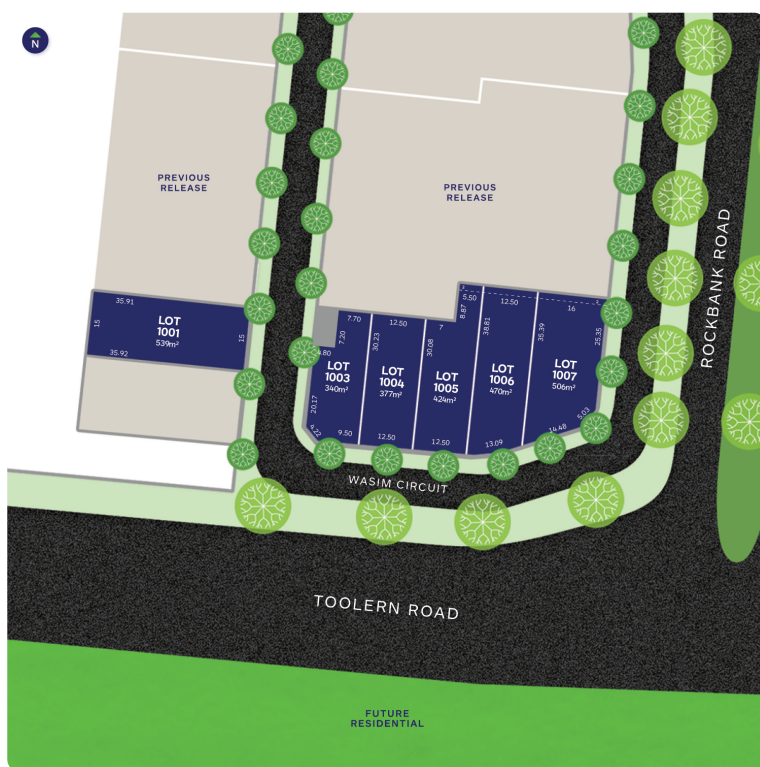 N
PREVIOUS
RELEASE
PREVIOUS
RELEASE
ROCKBANK ROAD
35.91
15
LOT
1001
539m²
15
35.92
5.50
12.50
16
8.87
38.81
35.39
25.35
7.70
12.50
7
7.20
30.23
30.08
4.80
LOT
1003
340m²
LOT
1004
377m²
LOT
1005
424m²
LOT
1006
470m²
LOT
1007
506m²
20.17
4.22
9.50
12.50
12.50
13.09
14.48
5.03
WASIM CIRCUIT
TOOLERN ROAD
FUTURE
RESIDENTIAL